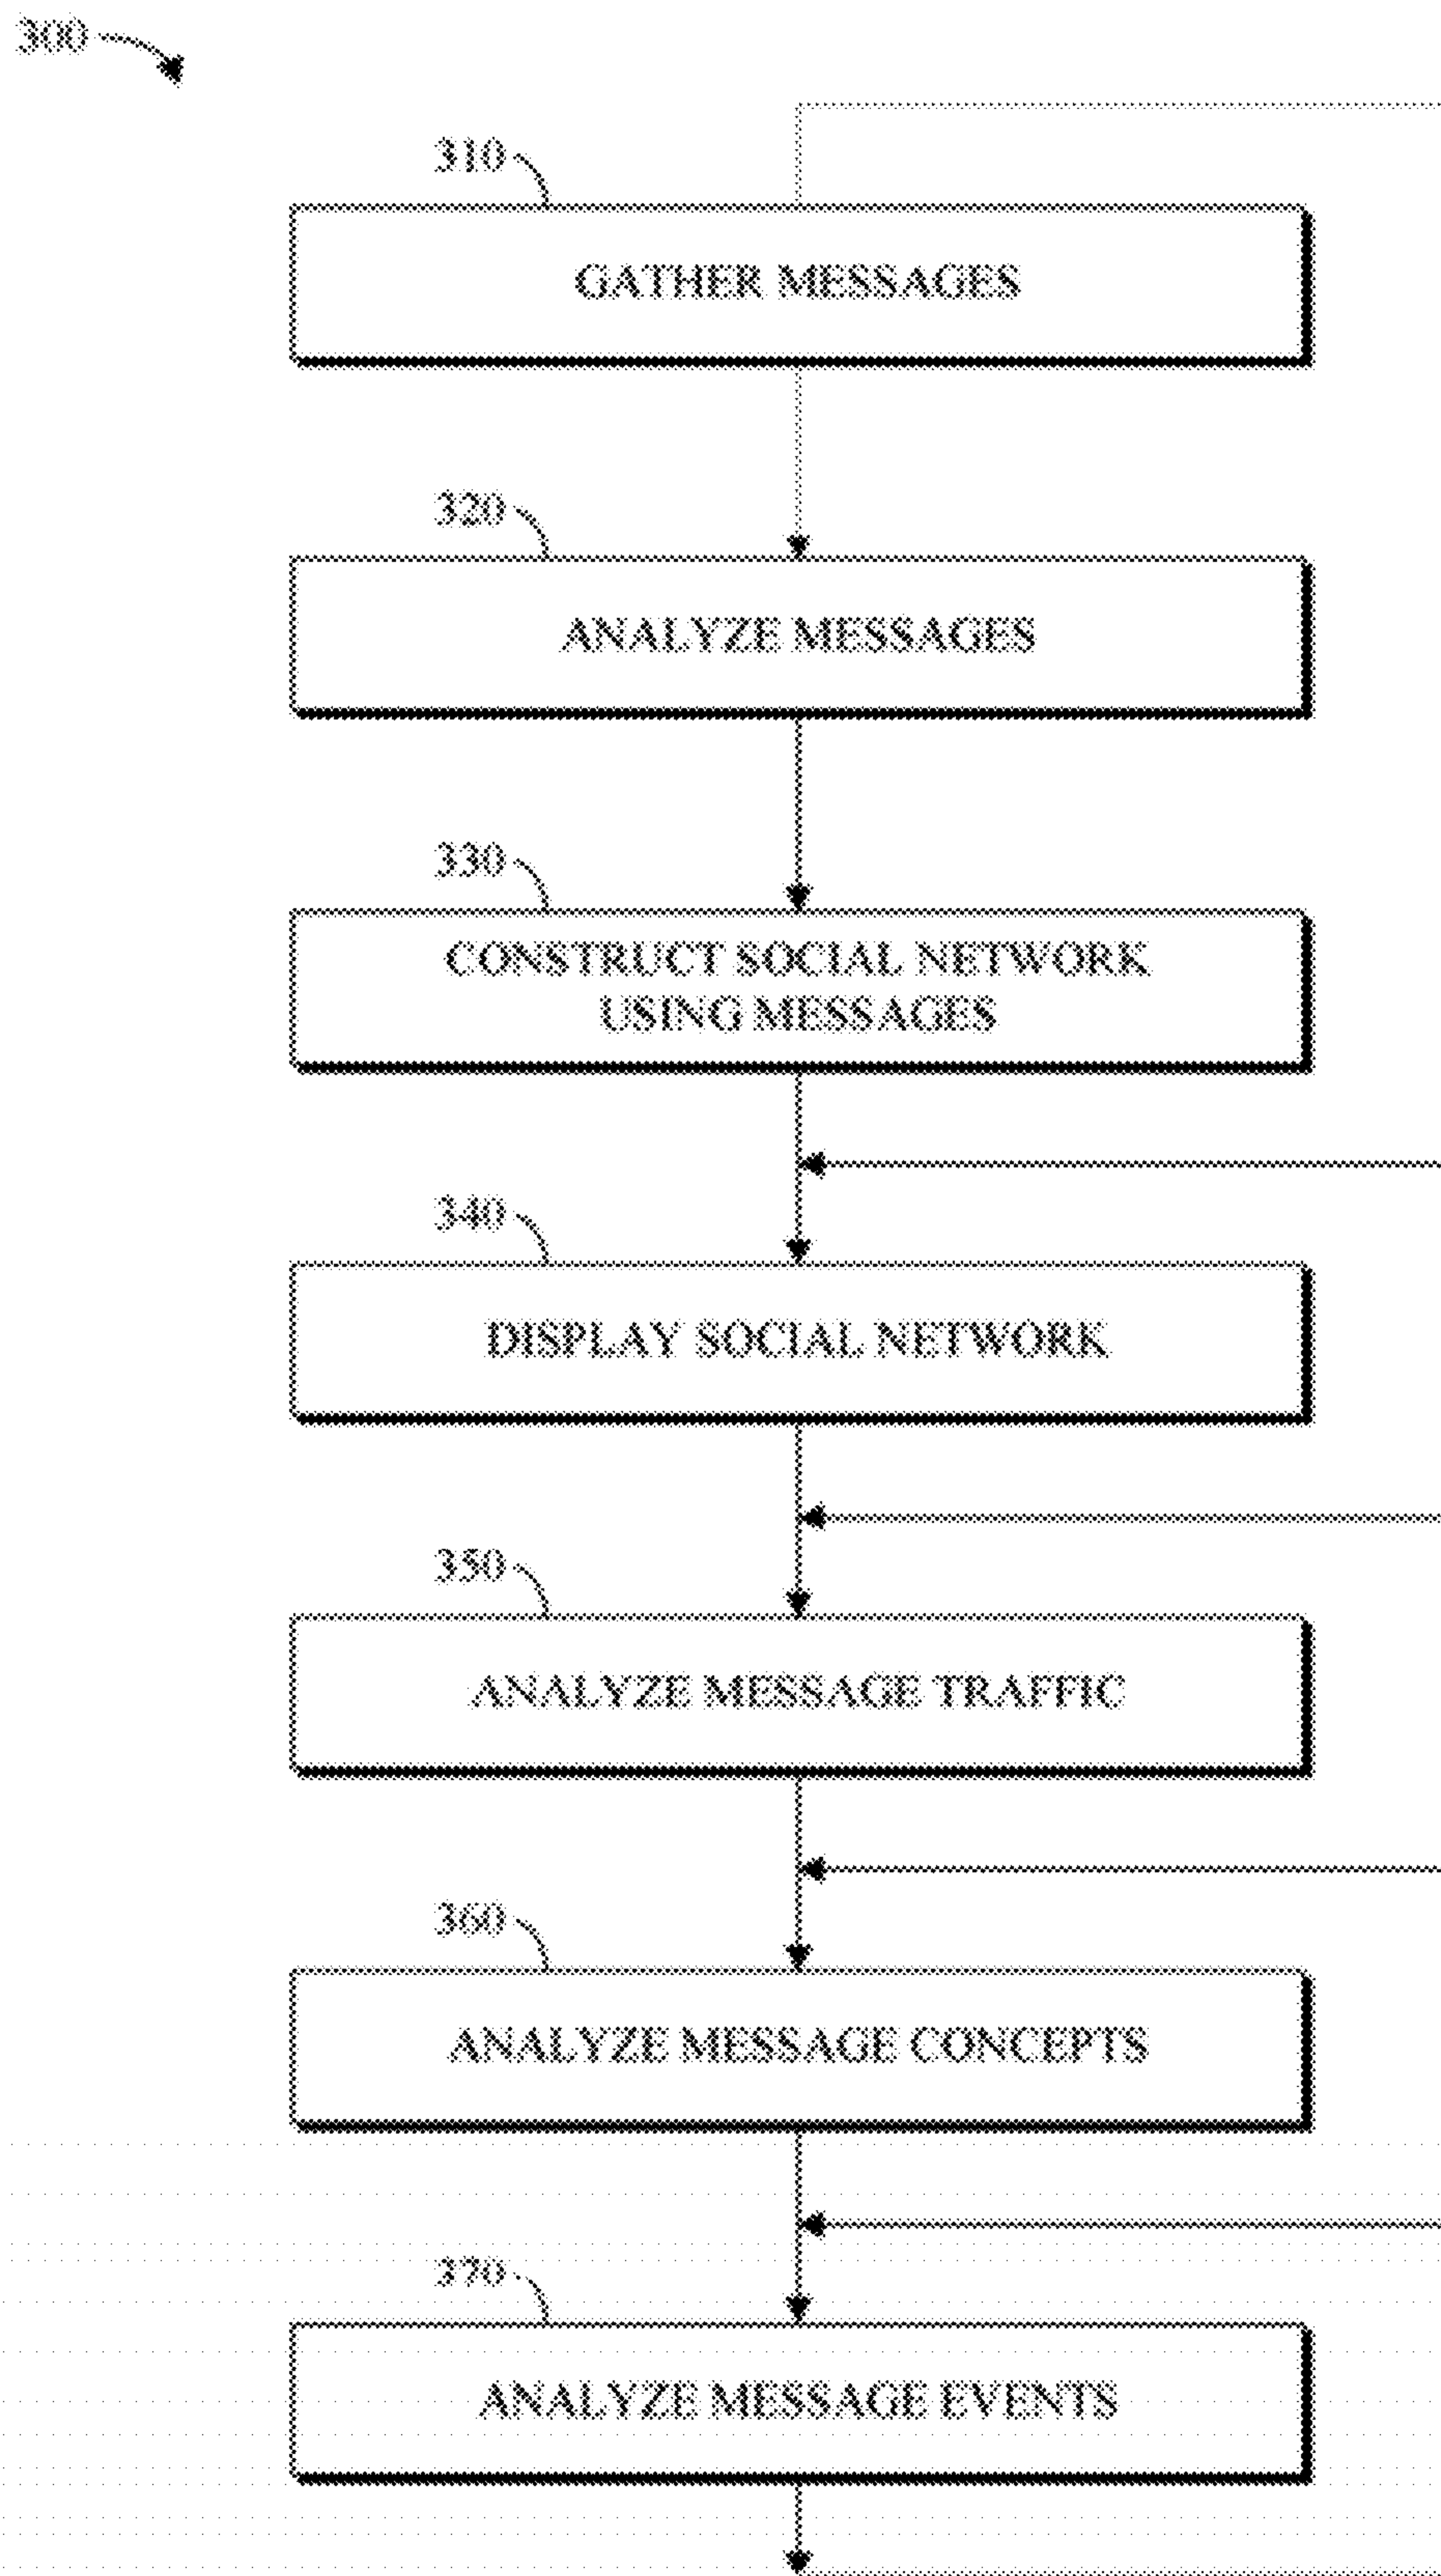 300
310
GATHER MESSAGES
320
ANALYZE MESSAGES
330
CONSTRUCT SOCIAL NETWORK
USING MESSAGES
340
DISPLAY SOCIAL NETWORK
350
ANALYZE MESSAGE TRAFFIC
360
ANALYZE MESSAGE CONCEPTS
370
ANALYZE MESSAGE EVENTS